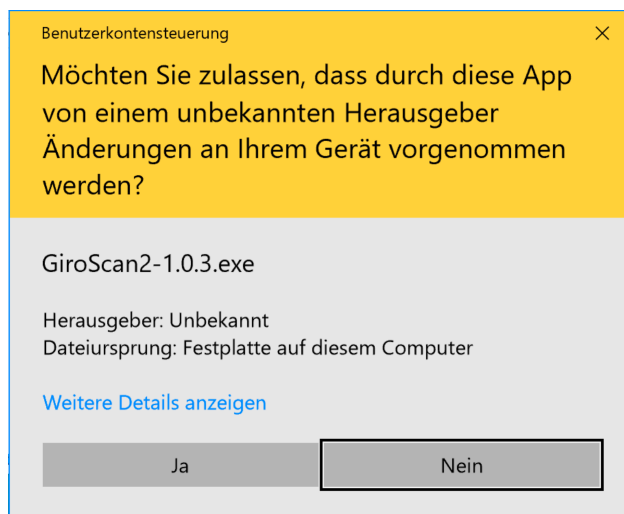 Benutzerkontensteuerung
Möchten Sie zulassen, dass durch diese App
von einem unbekannten Herausgeber
Änderungen an Ihrem Gerät vorgenommen
werden?
GiroScan2-1.0.3.exe
Herausgeber: Unbekannt
Dateiursprung: Festplatte auf diesem Computer
Weitere Details anzeigen
Ja
Nein